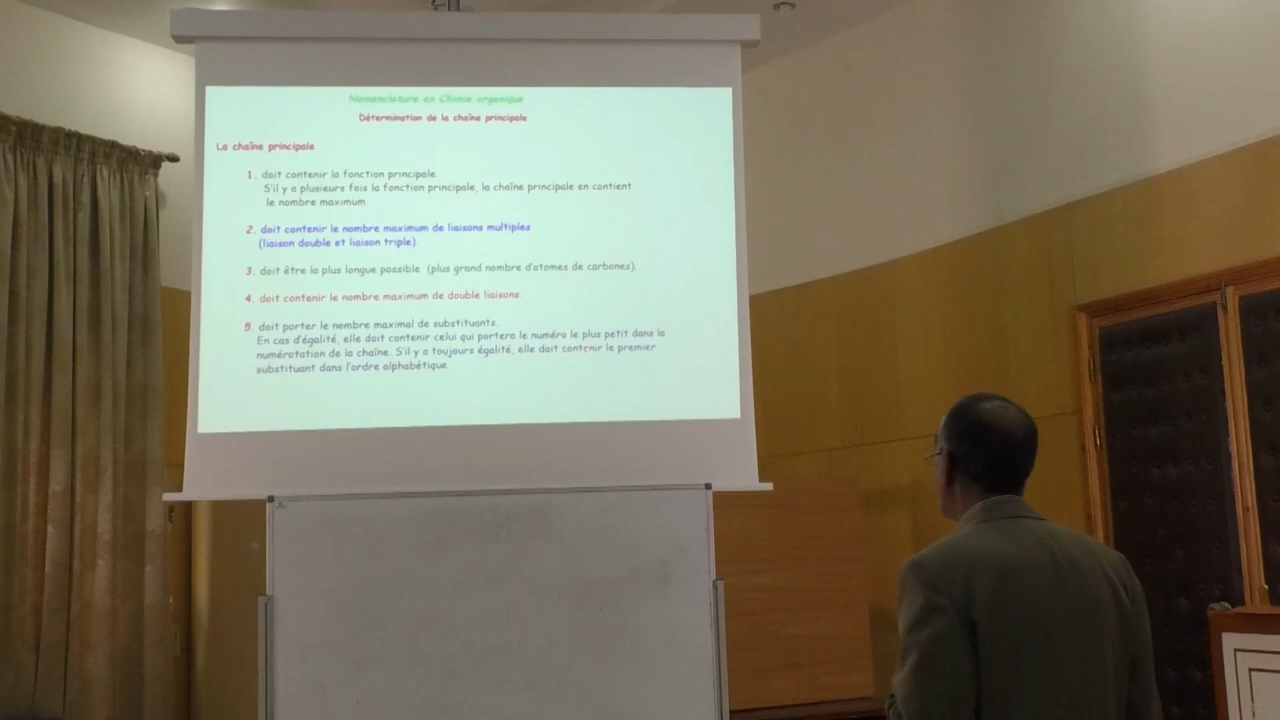 Nomenclature en Chimie organique
Détermination de la chaîne principale
La chaîne principale
1. doit contenir la fonction principale.
S'il y a plusieurs fois la fonction principale, la chaîne principale en contient
le nombre maximum.
2. doit contenir le nombre maximum de liaisons multiples
(liaison double et liaison triple).
3. doit être la plus longue possible (plus grand nombre d'atomes de carbones).
4. doit contenir le nombre maximum de double liaisons.
5. doit porter le nombre maximal de substituants.
En cas d'égalité, elle doit contenir celui qui portera le numéro le plus petit dans la
numérotation de la chaîne. S'il y a toujours égalité, elle doit contenir le premier
substituant dans l'ordre alphabétique.